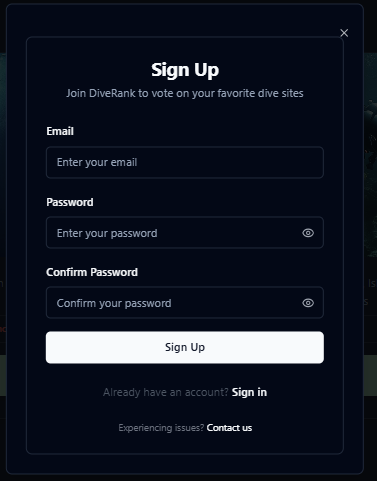 Sign Up
Join DiveRank to vote on your favorite dive sites
Email
Enter your email
Password
Enter your password
Confirm Password
Confirm your password
Sign Up
Already have an account? Sign in
Experiencing issues? Contact us